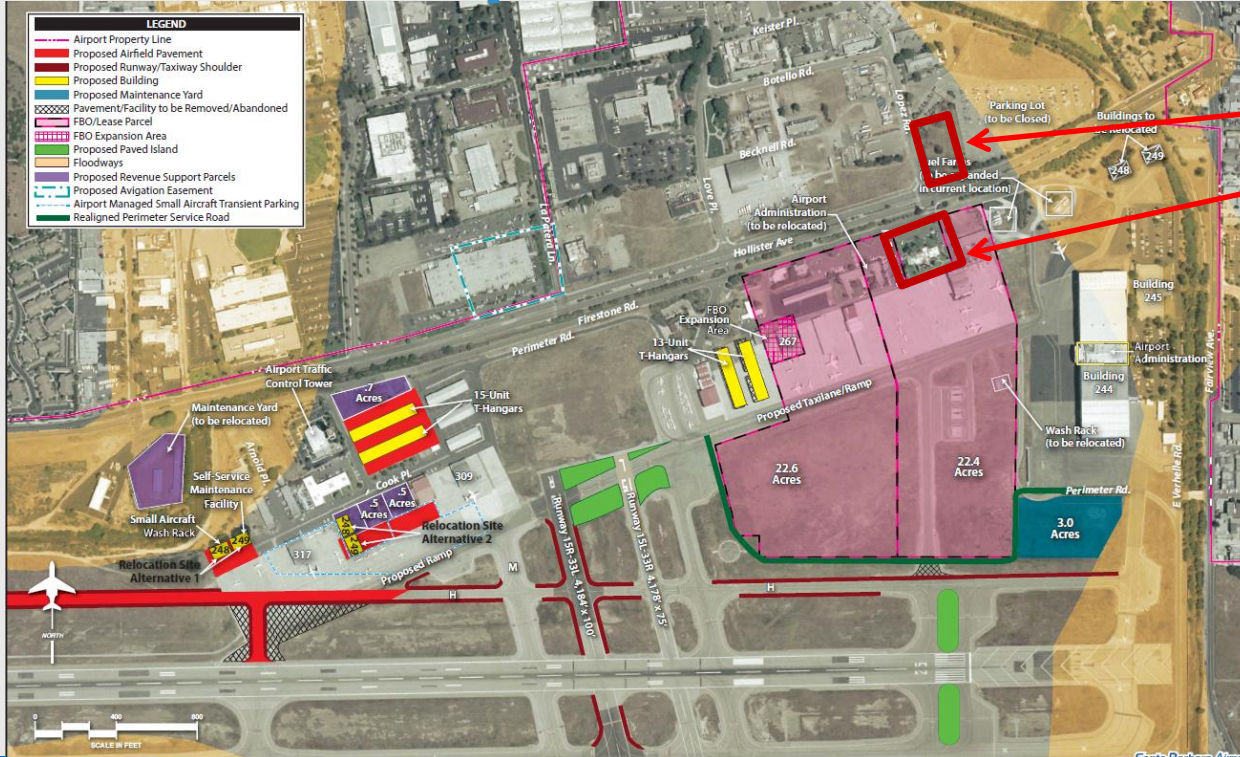 LEGEND
Airport Property Line
Proposed Airfield Pavement
Proposed Runway/Taxiway Shoulder
Proposed Building
Proposed Maintenance Yard
Pavement/Facility to be Removed/Abandoned
FBO/Lease Parcel
FBO Expansion Area
Proposed Paved Island
Floodways
Proposed Revenue Support Parcels
Proposed Avigation Easement
Airport Managed Small Aircraft Transient Parking
Realigned Perimeter Service Road
Keister Pl.
Botello Rd.
Lopez Rd.
Becknell Rd.
Love Pl.
La Patera Ln.
Parking Lot
(to be Closed)
Buildings to
be Relocated
249
248
Fuel Farms
(to be expanded
in current location)
Airport
Administration
(to be relocated)
Hollister Ave
Firestone Rd.
Perimeter Rd.
FBO
Expansion
Area
267
13-Unit
T-Hangars
Building
245
Airport
Administration
Building
244
Fairview Ave.
Airport Traffic
Control Tower
.7
Acres
15-Unit
T-Hangars
Maintenance Yard
(to be relocated)
Arnold Pl.
Self-Service
Maintenance
Facility
Cook Pl.
309
.5
Acres
.5
Acres
Small Aircraft
Wash Rack
248
249
248
249
317
Relocation Site
Alternative 2
Relocation Site
Alternative 1
Proposed Ramp
Proposed Taxilane/Ramp
Wash Rack
(to be relocated)
22.6
Acres
22.4
Acres
Perimeter Rd.
3.0
Acres
E Verhelle Rd.
Runway 15R-33L 4,184' x 100'
Runway 15L-33R 4,178' x 75'
M
H
H
25
NORTH
0
400
800
SCALE IN FEET